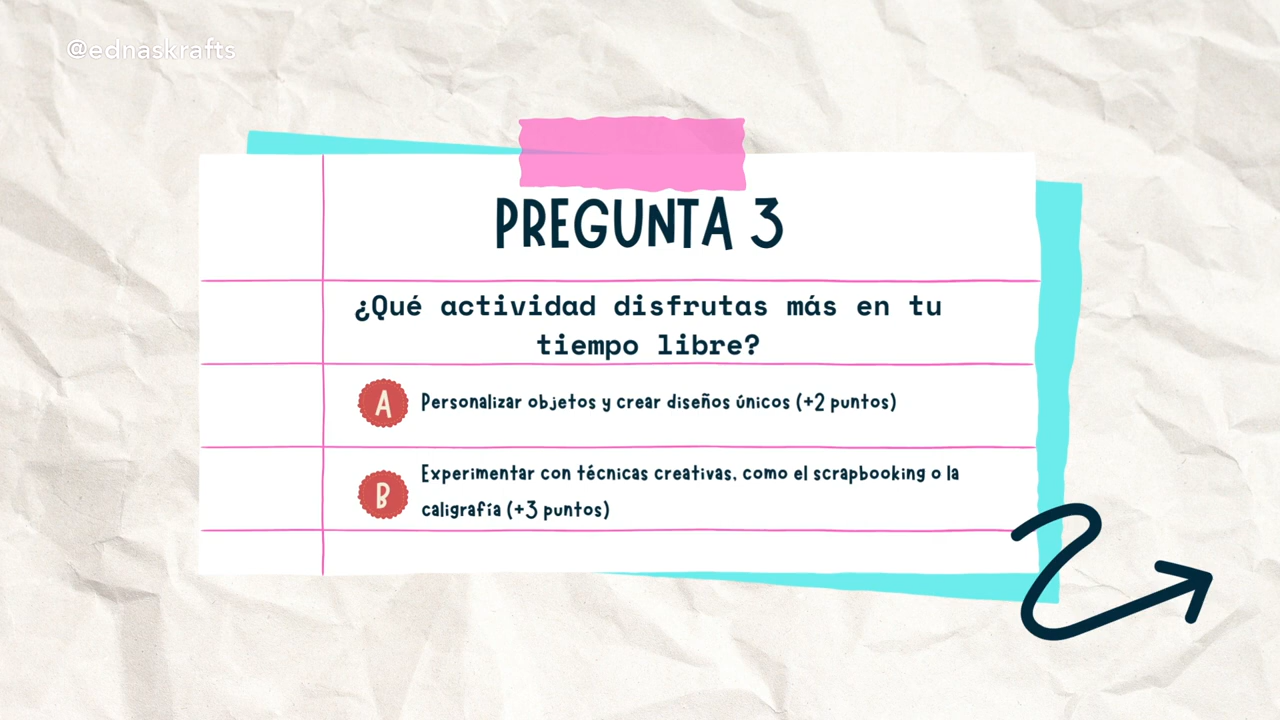 @ednaskrafts
PREGUNTA 3
¿Qué actividad disfrutas más en tu
tiempo libre?
A Personalizar objetos y crear diseños únicos (+2 puntos)
B Experimentar con técnicas creativas, como el scrapbooking o la
caligrafía (+3 puntos)